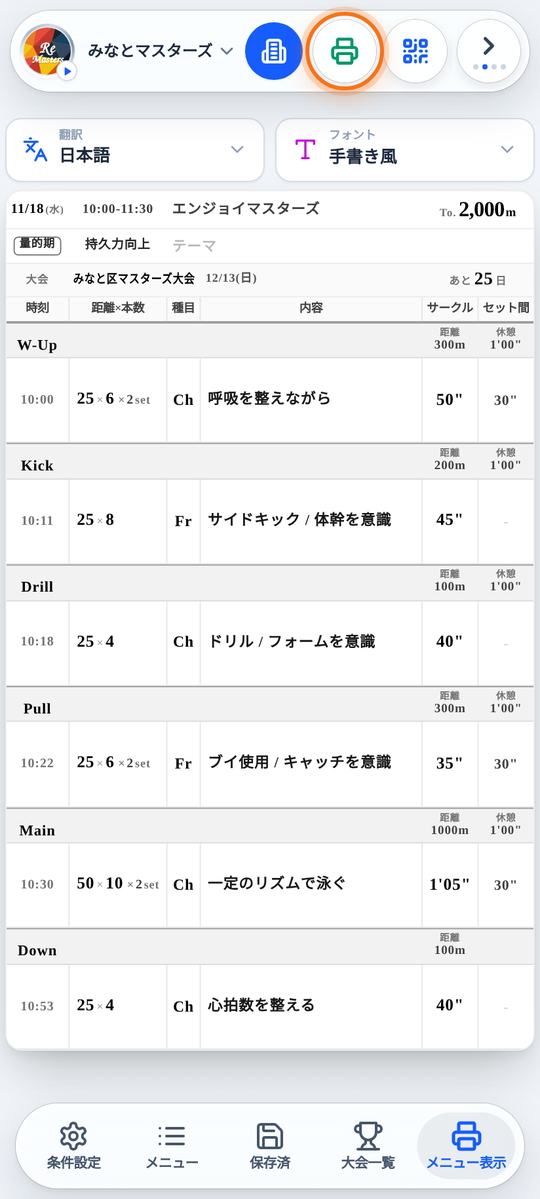 Re
Masters
みなとマスターズ
翻訳
日本語
フォント
手書き風
11/18(水) 10:00-11:30 エンジョイマスターズ To. 2,000m
量的期 持久力向上 テーマ
大会 みなと区マスターズ大会 12/13(日) あと 25 日
時刻 距離×本数 種目 内容 サークル セット間
W-Up 距離 300m 休憩 1'00"
10:00 25×6 ×2set Ch 呼吸を整えながら 50" 30"
Kick 距離 200m 休憩 1'00"
10:11 25×8 Fr サイドキック / 体幹を意識 45" -
Drill 距離 100m 休憩 1'00"
10:18 25×4 Ch ドリル / フォームを意識 40" -
Pull 距離 300m 休憩 1'00"
10:22 25×6 ×2set Fr ブイ使用 / キャッチを意識 35" 30"
Main 距離 1000m 休憩 1'00"
10:30 50×10 ×2set Ch 一定のリズムで泳ぐ 1'05" 30"
Down 距離 100m
10:53 25×4 Ch 心拍数を整える 40" -
条件設定 メニュー 保存済 大会一覧 メニュー表示